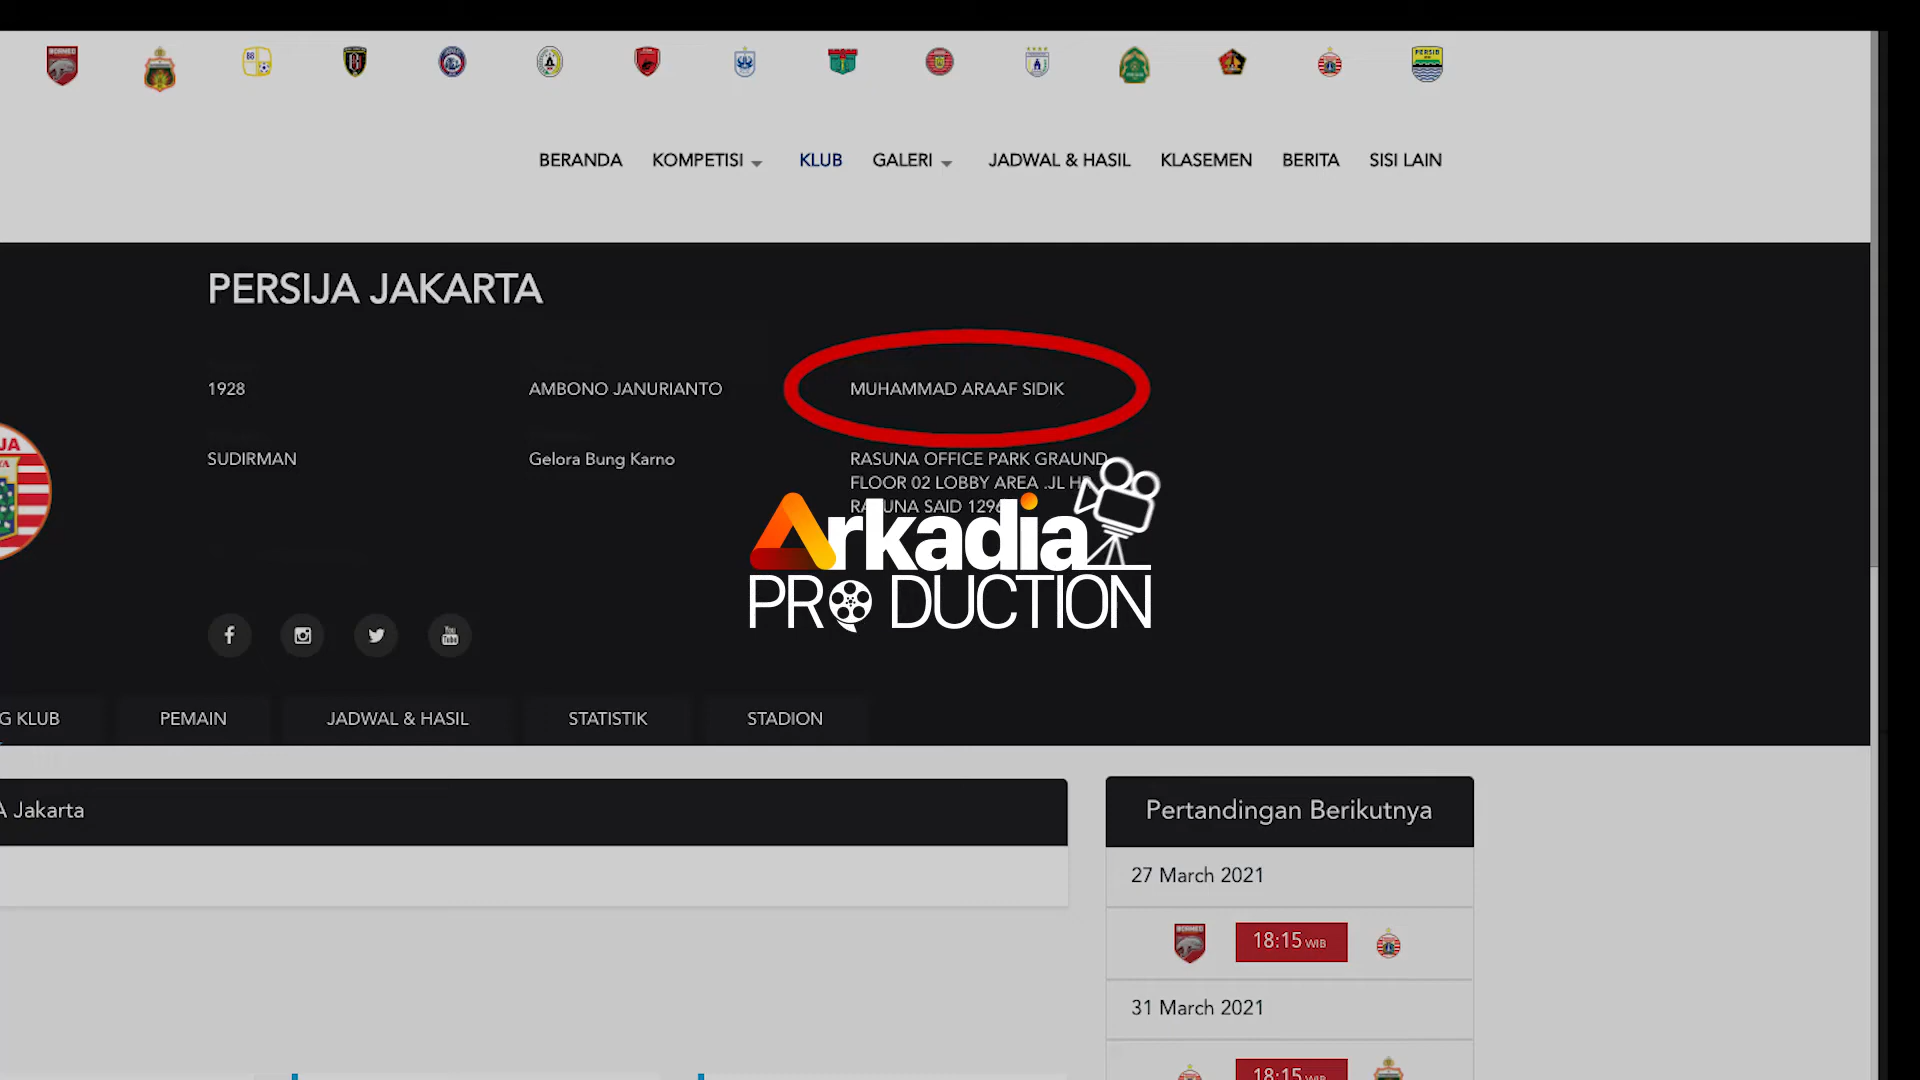 BERANDA KOMPETISI KLUB GALERI JADWAL & HASIL KLASEMEN BERITA SISI LAIN
PERSIJA JAKARTA
1928 AMBONO JANURIANTO MUHAMMAD ARAAF SIDIK
SUDIRMAN Gelora Bung Karno RASUNA OFFICE PARK GRAUND
FLOOR 02 LOBBY AREA .JL
RASUNA SAID
Arkadia
PRODUCTION
G KLUB PEMAIN JADWAL & HASIL STATISTIK STADION
A Jakarta
Pertandingan Berikutnya
27 March 2021
18:15 WIB
31 March 2021
18:15 WIB